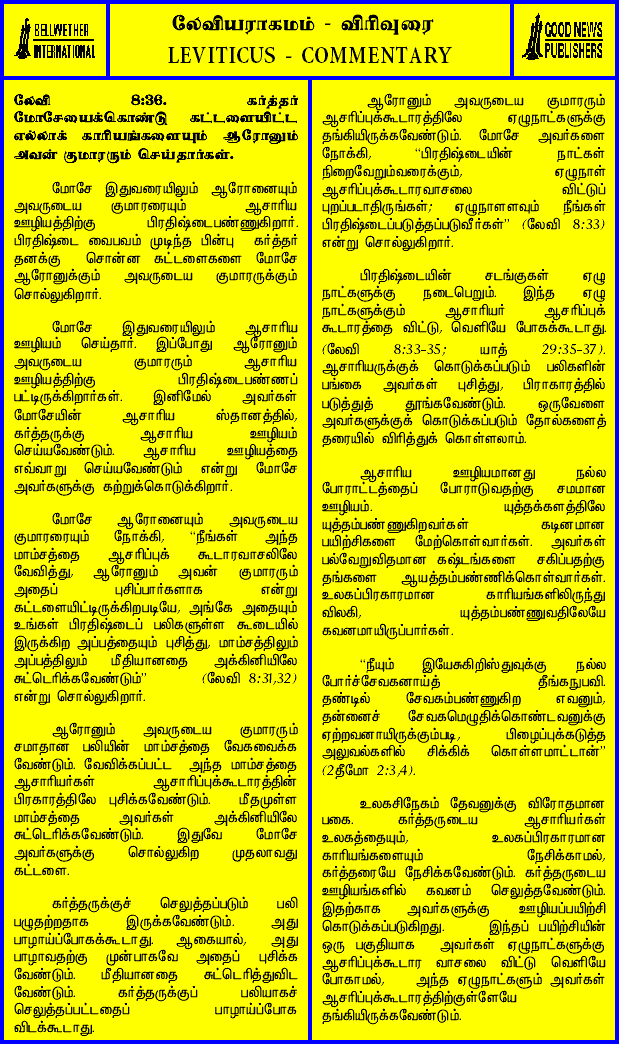 BELLWETHER
INTERNATIONAL
லேவியராகமம் - விரிவுரை
LEVITICUS - COMMENTARY
GOOD NEWS
PUBLISHERS
லேவி 8:36. கர்த்தர்
மோசேயைக்கொண்டு கட்டளையிட்ட
எல்லாக் காரியங்களையும் ஆரோனும்
அவன் குமாரரும் செய்தார்கள்.
மோசே இதுவரையிலும் ஆரோனையும்
அவருடைய குமாரரையும் ஆசாரிய
ஊழியத்திற்கு பிரதிஷ்டைபண்ணுகிறார்.
பிரதிஷ்டை வைபவம் முடிந்த பின்பு கர்த்தர்
தனக்கு சொன்ன கட்டளைகளை மோசே
ஆரோனுக்கும் அவருடைய குமாரருக்கும்
சொல்லுகிறார்.
மோசே இதுவரையிலும் ஆசாரிய
ஊழியம் செய்தார். இப்போது ஆரோனும்
அவருடைய குமாரரும் ஆசாரிய
ஊழியத்திற்கு பிரதிஷ்டைபண்ணப்
பட்டிருக்கிறார்கள். இனிமேல் அவர்கள்
மோசேயின் ஆசாரிய ஸ்தானத்தில்,
கர்த்தருக்கு ஆசாரிய ஊழியம்
செய்யவேண்டும். ஆசாரிய ஊழியத்தை
எவ்வாறு செய்யவேண்டும் என்று மோசே
அவர்களுக்கு கற்றுக்கொடுக்கிறார்.
மோசே ஆரோனையும் அவருடைய
குமாரரையும் நோக்கி, “நீங்கள் அந்த
மாம்சத்தை ஆசரிப்புக் கூடாரவாசலிலே
வேவித்து, ஆரோனும் அவன் குமாரரும்
அதைப் புசிப்பார்களாக என்று
கட்டளையிட்டிருக்கிறபடியே, அங்கே அதையும்
உங்கள் பிரதிஷ்டைப் பலிகளுள்ள கூடையில்
இருக்கிற அப்பத்தையும் புசித்து, மாம்சத்திலும்
அப்பத்திலும் மீதியானதை அக்கினியிலே
சுட்டெரிக்கவேண்டும்” (லேவி 8:31,32)
என்று சொல்லுகிறார்.
ஆரோனும் அவருடைய குமாரரும்
சமாதான பலியின் மாம்சத்தை வேகவைக்க
வேண்டும். வேவிக்கப்பட்ட அந்த மாம்சத்தை
ஆசாரியர்கள் ஆசாரிப்புக்கூடாரத்தின்
பிரகாரத்திலே புசிக்கவேண்டும். மீதமுள்ள
மாம்சத்தை அவர்கள் அக்கினியிலே
சுட்டெரிக்கவேண்டும். இதுவே மோசே
அவர்களுக்கு சொல்லுகிற முதலாவது
கட்டளை.
கர்த்தருக்குச் செலுத்தப்படும் பலி
பழுதற்றதாக இருக்கவேண்டும். அது
பாழாய்ப்போகக்கூடாது. ஆகையால், அது
பாழாவதற்கு முன்பாகவே அதைப் புசிக்க
வேண்டும். மீதியானதை சுட்டெரித்துவிட
வேண்டும். கர்த்தருக்குப் பலியாகச்
செலுத்தப்பட்டதைப் பாழாய்ப்போக
விடக்கூடாது.
ஆரோனும் அவருடைய குமாரரும்
ஆசரிப்புக்கூடாரத்திலே ஏழுநாட்களுக்கு
தங்கியிருக்கவேண்டும். மோசே அவர்களை
நோக்கி, “பிரதிஷ்டையின் நாட்கள்
நிறைவேறும்வரைக்கும், ஏழுநாள்
ஆசரிப்புக்கூடாரவாசலை விட்டுப்
புறப்படாதிருங்கள்; ஏழுநாளளவும் நீங்கள்
பிரதிஷ்டைப்படுத்தப்படுவீர்கள்” (லேவி 8:33)
என்று சொல்லுகிறார்.
பிரதிஷ்டையின் சடங்குகள் ஏழு
நாட்களுக்கு நடைபெறும். இந்த ஏழு
நாட்களுக்கும் ஆசாரியர் ஆசரிப்புக்
கூடாரத்தை விட்டு, வெளியே போகக்கூடாது.
(லேவி 8:33-35; யாத் 29:35-37).
ஆசாரியருக்குக் கொடுக்கப்படும் பலிகளின்
பங்கை அவர்கள் புசித்து, பிராகாரத்தில்
படுத்துத் தூங்கவேண்டும். ஒருவேளை
அவர்களுக்குக் கொடுக்கப்படும் தோல்களைத்
தரையில் விரித்துக் கொள்ளலாம்.
ஆசாரிய ஊழியமானது நல்ல
போராட்டத்தைப் போராடுவதற்கு சமமான
ஊழியம். யுத்தக்களத்திலே
யுத்தம்பண்ணுகிறவர்கள் கடினமான
பயிற்சிகளை மேற்கொள்வார்கள். அவர்கள்
பல்வேறுவிதமான கஷ்டங்களை சகிப்பதற்கு
தங்களை ஆயத்தம்பண்ணிக்கொள்வார்கள்.
உலகப்பிரகாரமான காரியங்களிலிருந்து
விலகி, யுத்தம்பண்ணுவதிலேயே
கவனமாயிருப்பார்கள்.
“நீயும் இயேசுகிறிஸ்துவுக்கு நல்ல
போர்ச்சேவகனாய்த் தீங்கநுபவி.
தண்டில் சேவகம்பண்ணுகிற எவனும்,
தன்னைச் சேவகமெழுதிக்கொண்டவனுக்கு
ஏற்றவனாயிருக்கும்படி, பிழைப்புக்கடுத்த
அலுவல்களில் சிக்கிக் கொள்ளமாட்டான்”
(2தீமோ 2:3,4).
உலகசிநேகம் தேவனுக்கு விரோதமான
பகை. கர்த்தருடைய ஆசாரியர்கள்
உலகத்தையும், உலகப்பிரகாரமான
காரியங்களையும் நேசிக்காமல்,
கர்த்தரையே நேசிக்கவேண்டும். கர்த்தருடைய
ஊழியங்களில் கவனம் செலுத்தவேண்டும்.
இதற்காக அவர்களுக்கு ஊழியப்பயிற்சி
கொடுக்கப்படுகிறது. இந்தப் பயிற்சியின்
ஒரு பகுதியாக அவர்கள் ஏழுநாட்களுக்கு
ஆசரிப்புக்கூடார வாசலை விட்டு வெளியே
போகாமல், அந்த ஏழுநாட்களும் அவர்கள்
ஆசரிப்புக்கூடாரத்திற்குள்ளேயே
தங்கியிருக்கவேண்டும்.